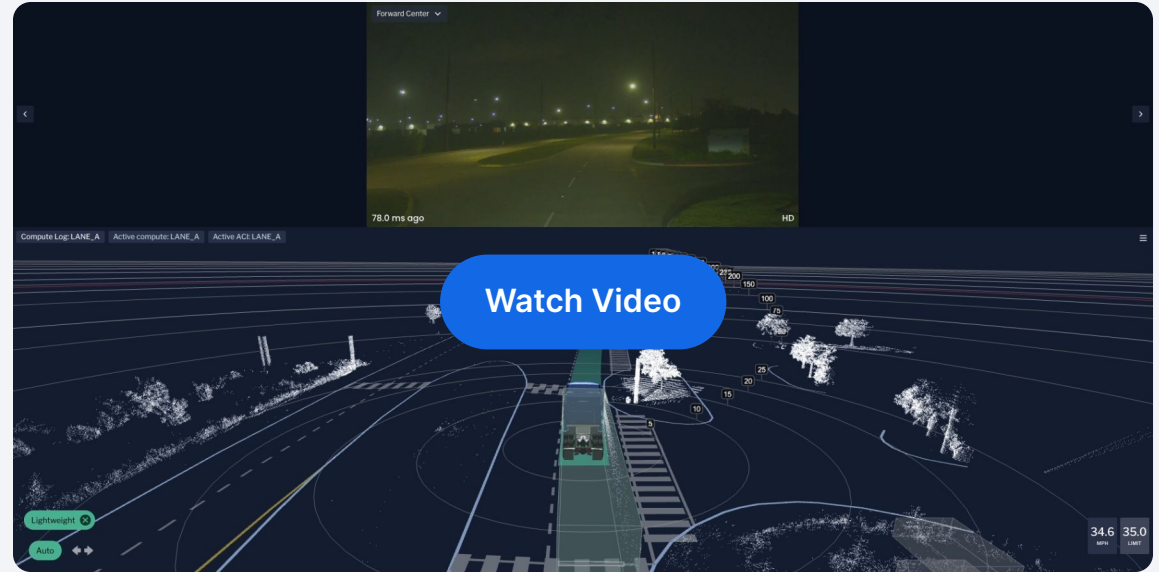 Forward Center
78.0 ms ago
HD
Compute Log: LANE_A
Active compute: LANE_A
Active ACI: LANE_A
200
150
100
75
25
20
15
10
5
Watch Video
Lightweight
Auto
34.6 35.0
MPH LIMIT